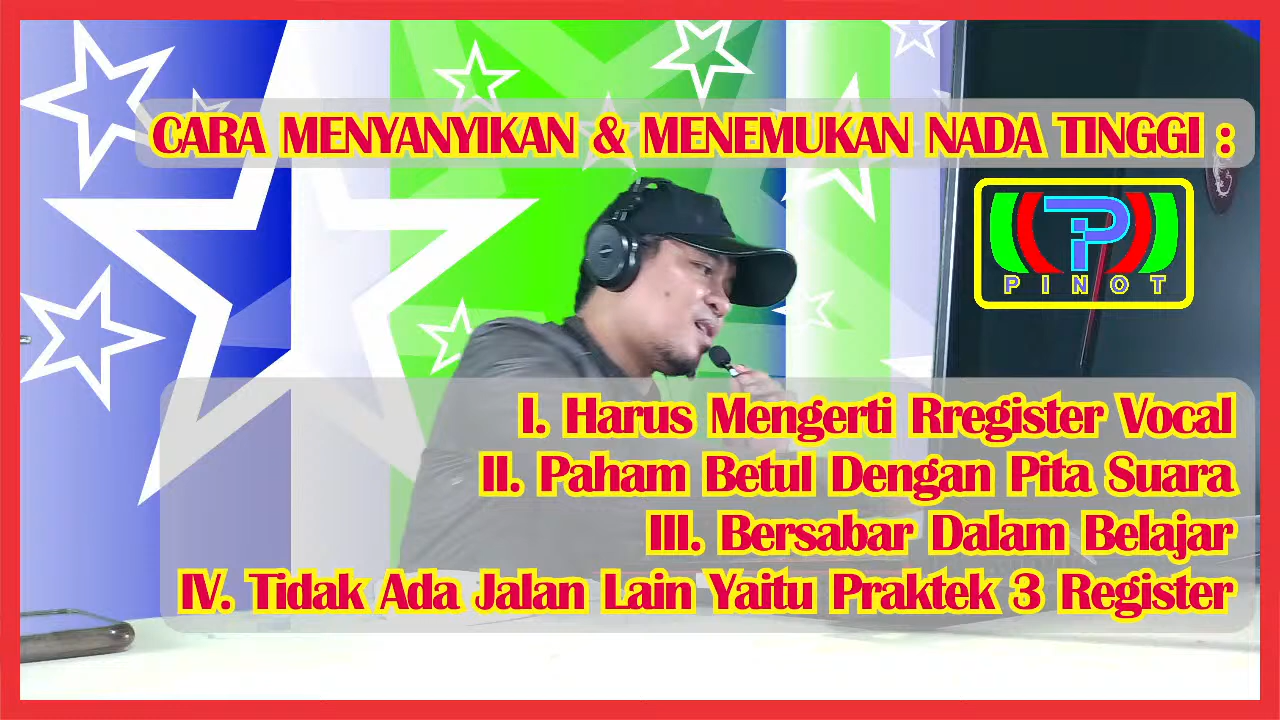 CARA MENYANYIKAN & MENEMUKAN NADA TINGGI :
P
PINOT
I. Harus Mengerti Rregister Vocal
II. Paham Betul Dengan Pita Suara
III. Bersabar Dalam Belajar
IV. Tidak Ada Jalan Lain Yaitu Praktek 3 Register